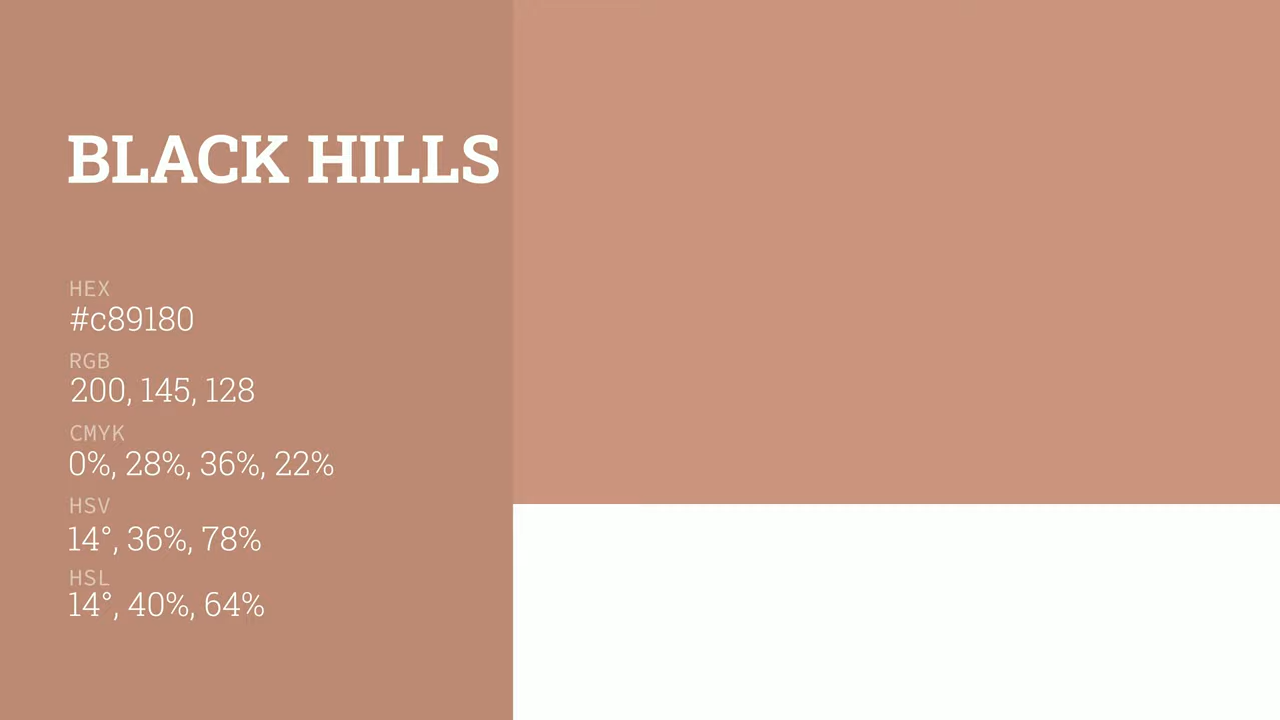 BLACK HILLS
HEX
#c89180
RGB
200, 145, 128
CMYK
0%, 28%, 36%, 22%
HSV
14°, 36%, 78%
HSL
14°, 40%, 64%